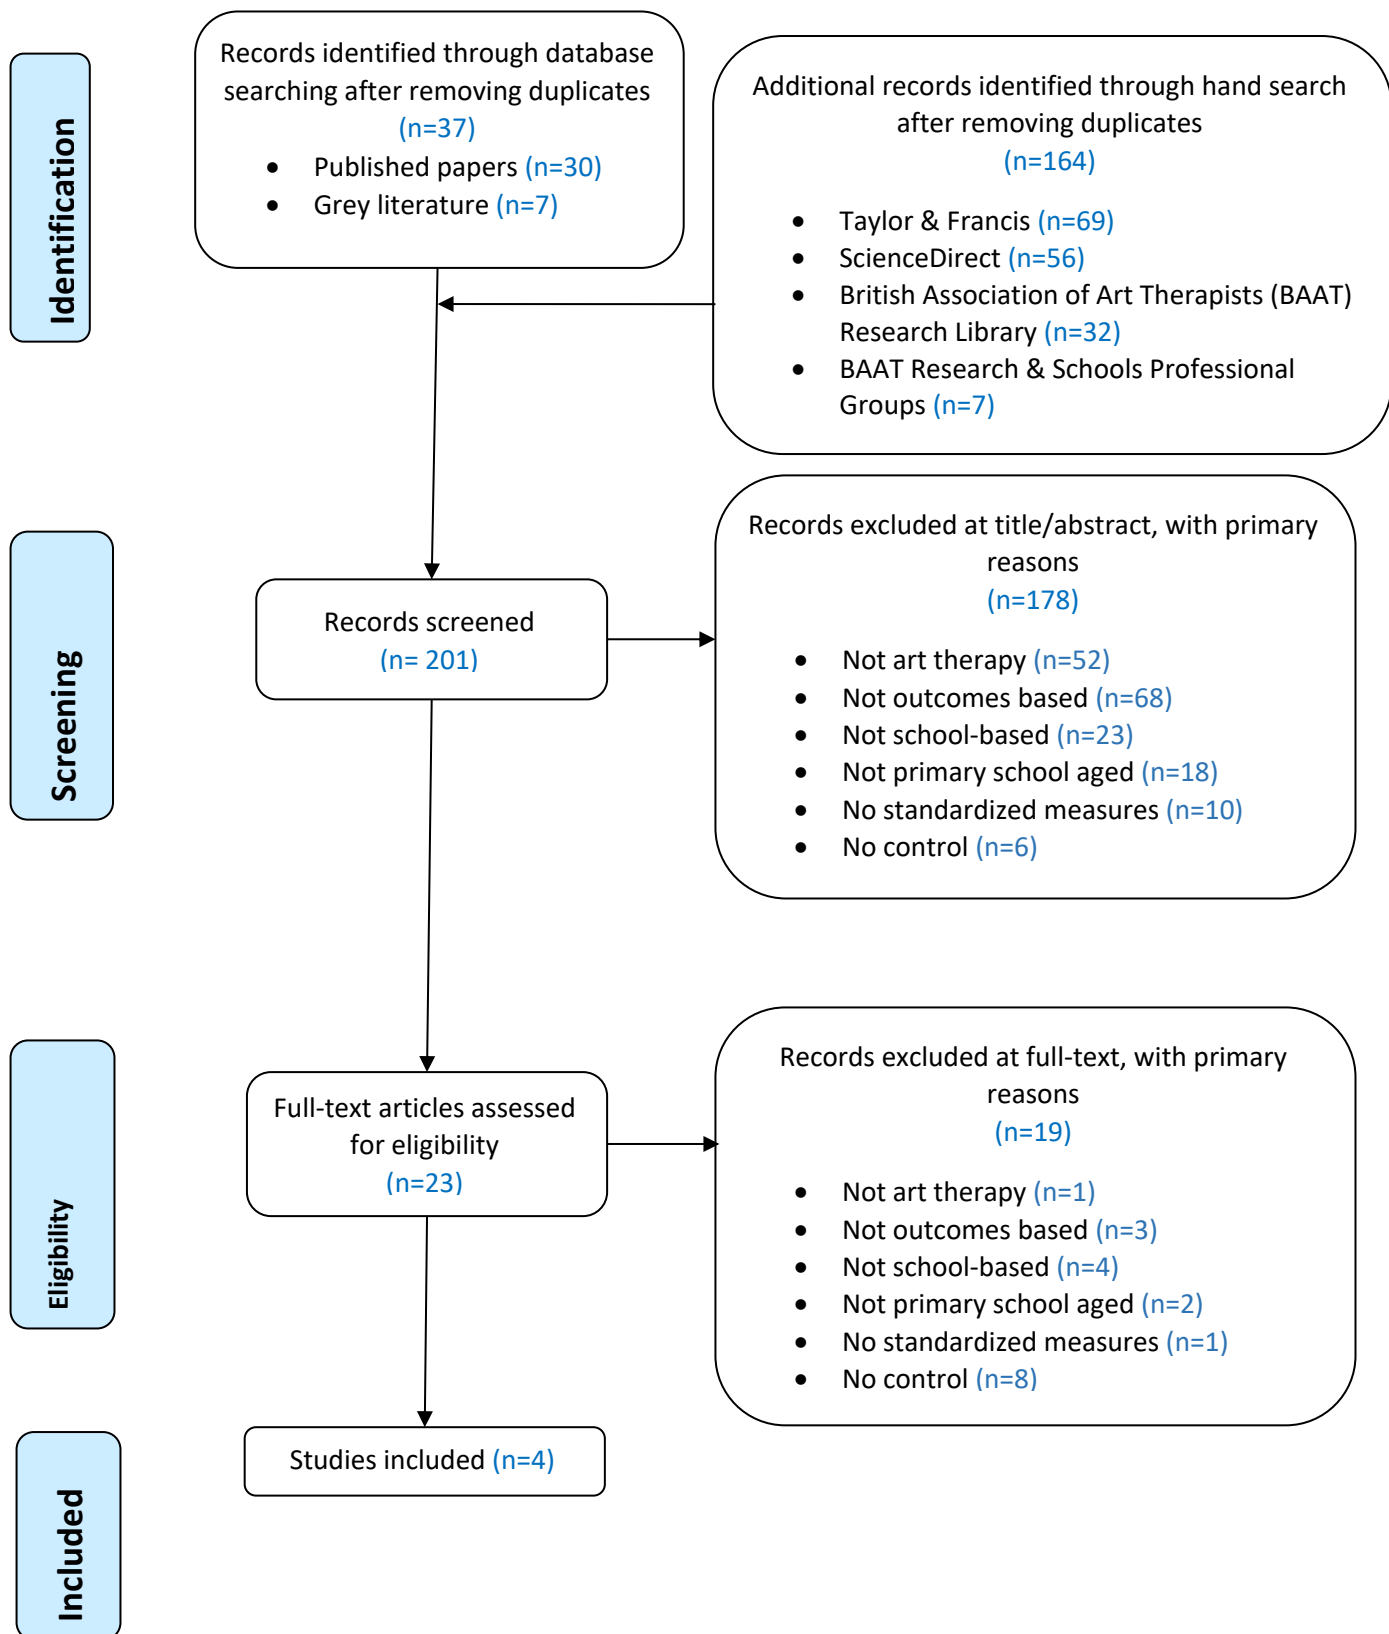 Identification
Records identified through database
searching after removing duplicates
(n=37)
• Published papers (n=30)
• Grey literature (n=7)
Additional records identified through hand search
after removing duplicates
(n=164)
• Taylor & Francis (n=69)
• ScienceDirect (n=56)
• British Association of Art Therapists (BAAT)
Research Library (n=32)
• BAAT Research & Schools Professional
Groups (n=7)
Screening
Records screened
(n= 201)
Records excluded at title/abstract, with primary
reasons
(n=178)
• Not art therapy (n=52)
• Not outcomes based (n=68)
• Not school-based (n=23)
• Not primary school aged (n=18)
• No standardized measures (n=10)
• No control (n=6)
Eligibility
Full-text articles assessed
for eligibility
(n=23)
Records excluded at full-text, with primary
reasons
(n=19)
• Not art therapy (n=1)
• Not outcomes based (n=3)
• Not school-based (n=4)
• Not primary school aged (n=2)
• No standardized measures (n=1)
• No control (n=8)
Included
Studies included (n=4)